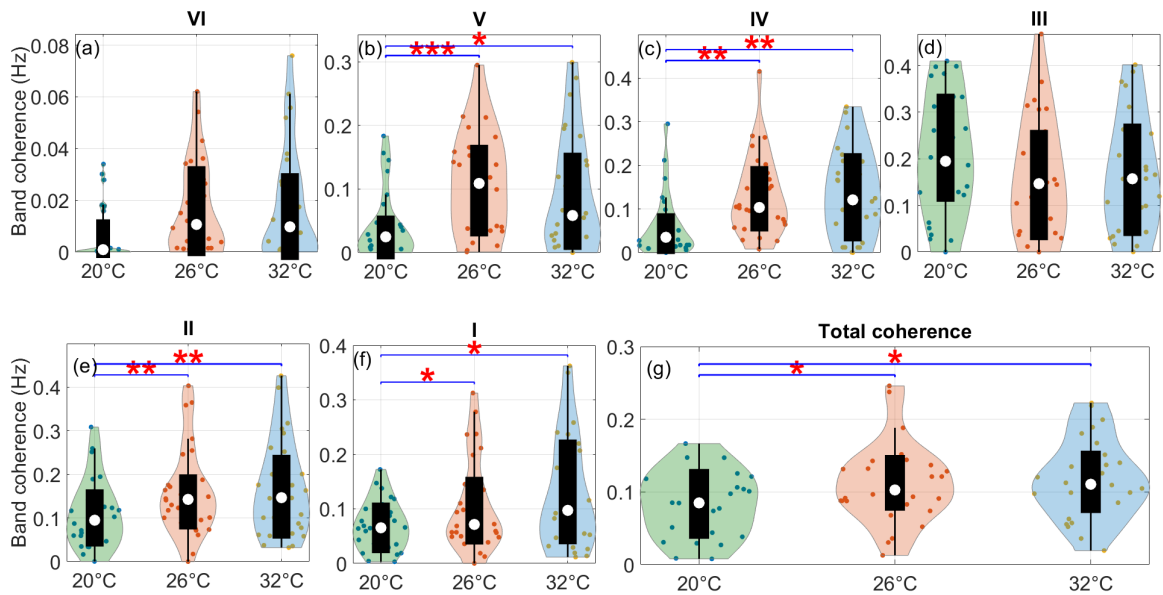 VI
V
IV
III
(a)
(b)
(c)
(d)
Band coherence (Hz)
0.08
0.06
0.04
0.02
0
20°C
26°C
32°C
***
*
0.3
0.2
0.1
0
20°C
26°C
32°C
**
**
0.4
0.3
0.2
0.1
0
20°C
26°C
32°C
0.4
0.3
0.2
0.1
0
20°C
26°C
32°C
II
I
Total coherence
(e)
(f)
(g)
Band coherence (Hz)
**
**
0.4
0.3
0.2
0.1
0
20°C
26°C
32°C
*
*
0.4
0.3
0.2
0.1
0
20°C
26°C
32°C
*
*
0.3
0.2
0.1
0
20°C
26°C
32°C